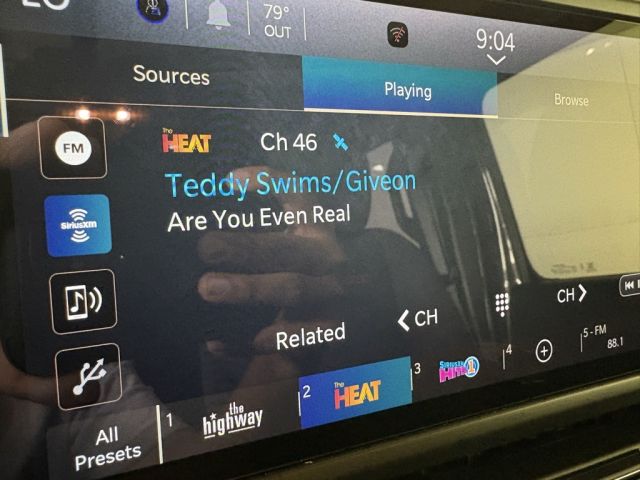 79°
OUT
9:04
Sources
Playing
Browse
FM
The
HEAT
Ch 46
Teddy Swims/Giveon
SiriusXM
Are You Even Real
CH
CH
Related
All
Presets
1
the
highway
2
The
HEAT
3
SiriusXM
HITS 1
4
5 - FM
88.1